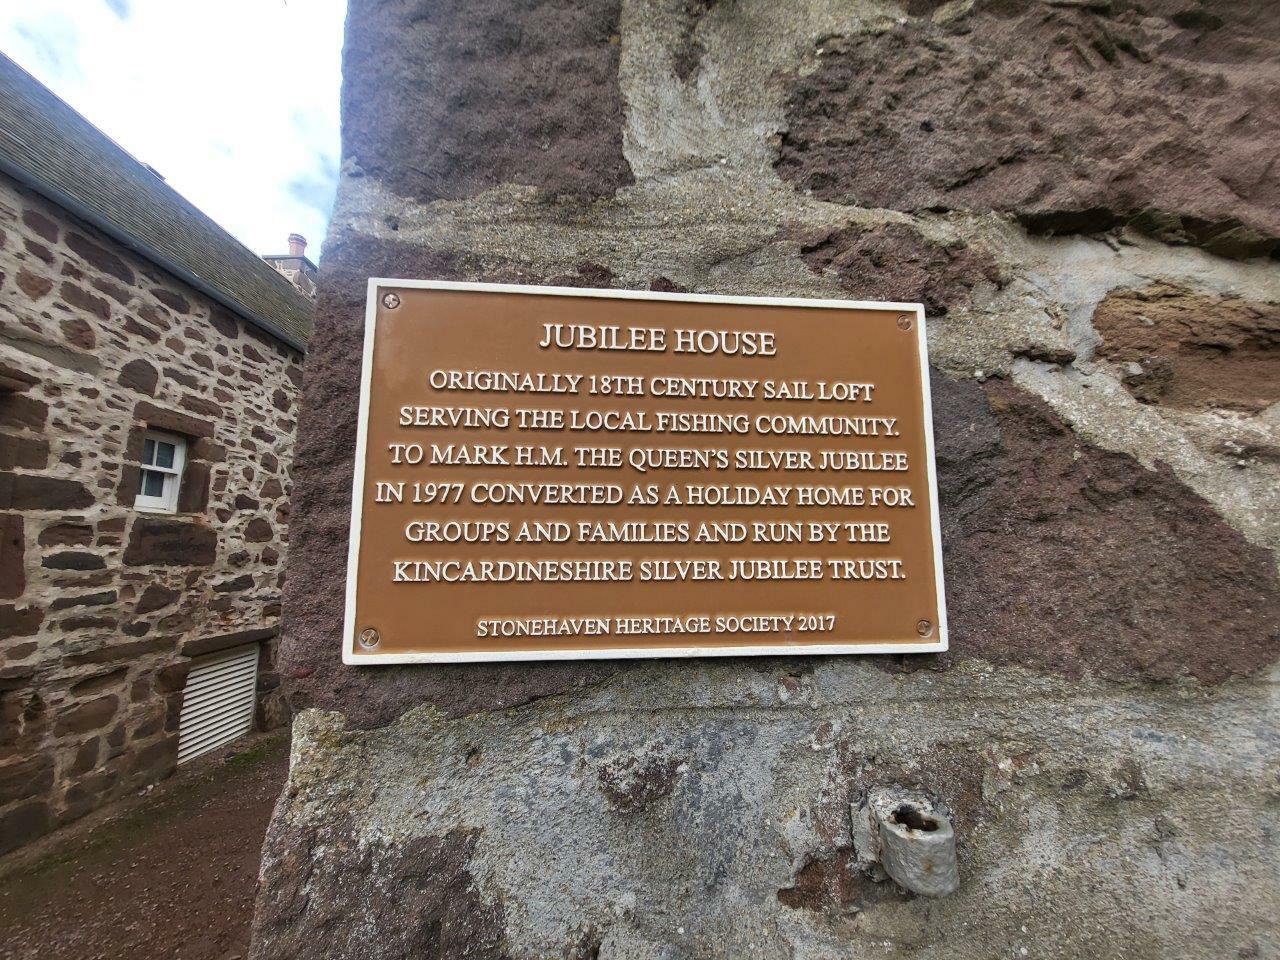 JUBILEE HOUSE
ORIGINALLY 18TH CENTURY SAIL LOFT
SERVING THE LOCAL FISHING COMMUNITY.
TO MARK H.M. THE QUEEN'S SILVER JUBILEE
IN 1977 CONVERTED AS A HOLIDAY HOME FOR
GROUPS AND FAMILIES AND RUN BY THE
KINCARDINESHIRE SILVER JUBILEE TRUST.
STONEHAVEN HERITAGE SOCIETY 2017